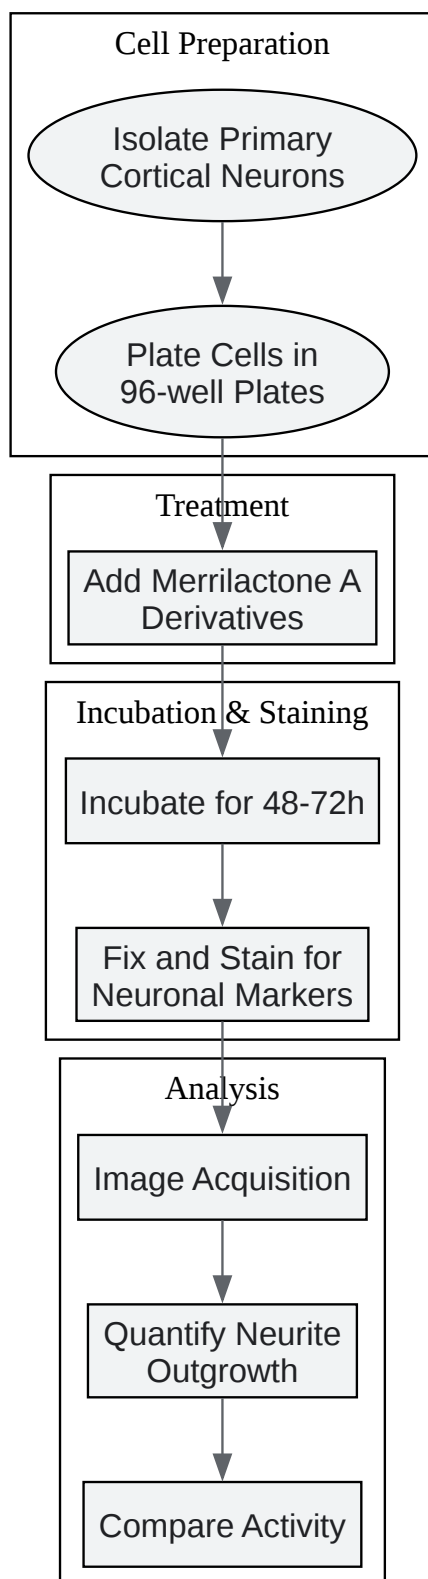 Cell Preparation
Isolate Primary
Cortical Neurons
Plate Cells in
96-well Plates
Treatment
Add Merrilactone A
Derivatives
Incubation & Staining
Incubate for 48-72h
Fix and Stain for
Neuronal Markers
Analysis
Image Acquisition
Quantify Neurite
Outgrowth
Compare Activity